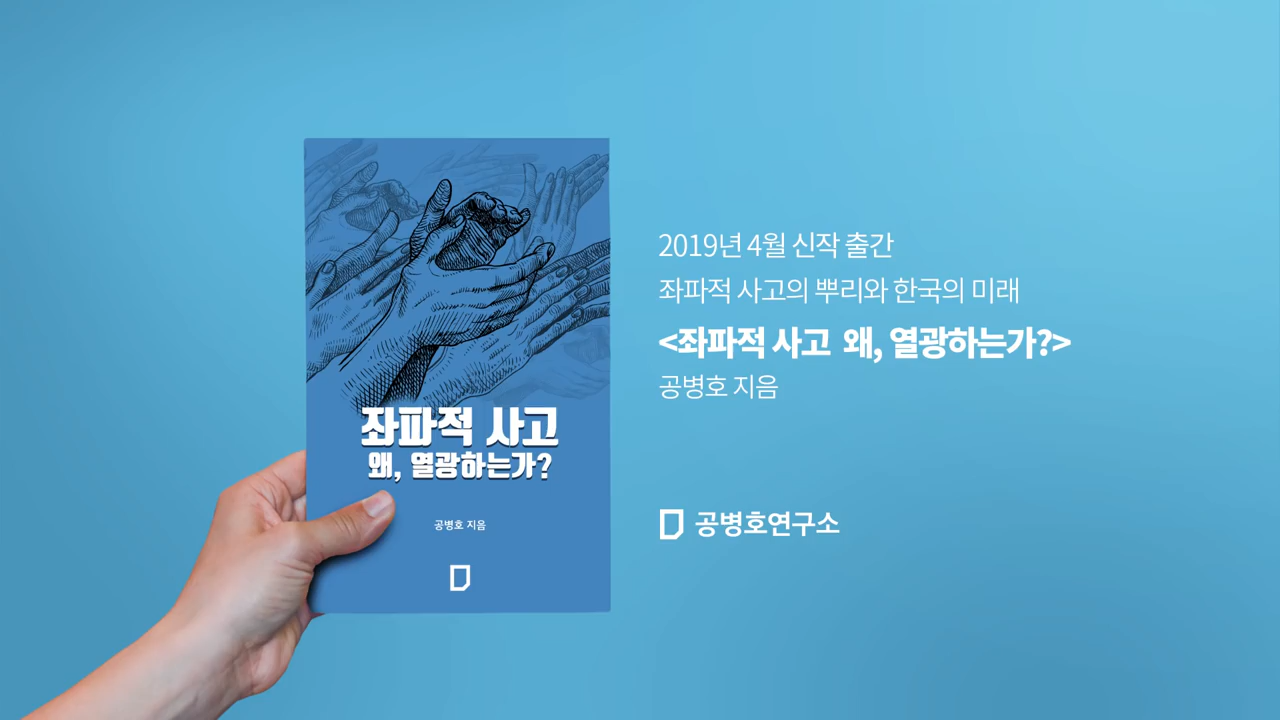 좌파적 사고
왜, 열광하는가?
공병호 지음
2019년 4월 신작 출간
좌파적 사고의 뿌리와 한국의 미래
<좌파적 사고 왜, 열광하는가?>
공병호 지음
공병호연구소